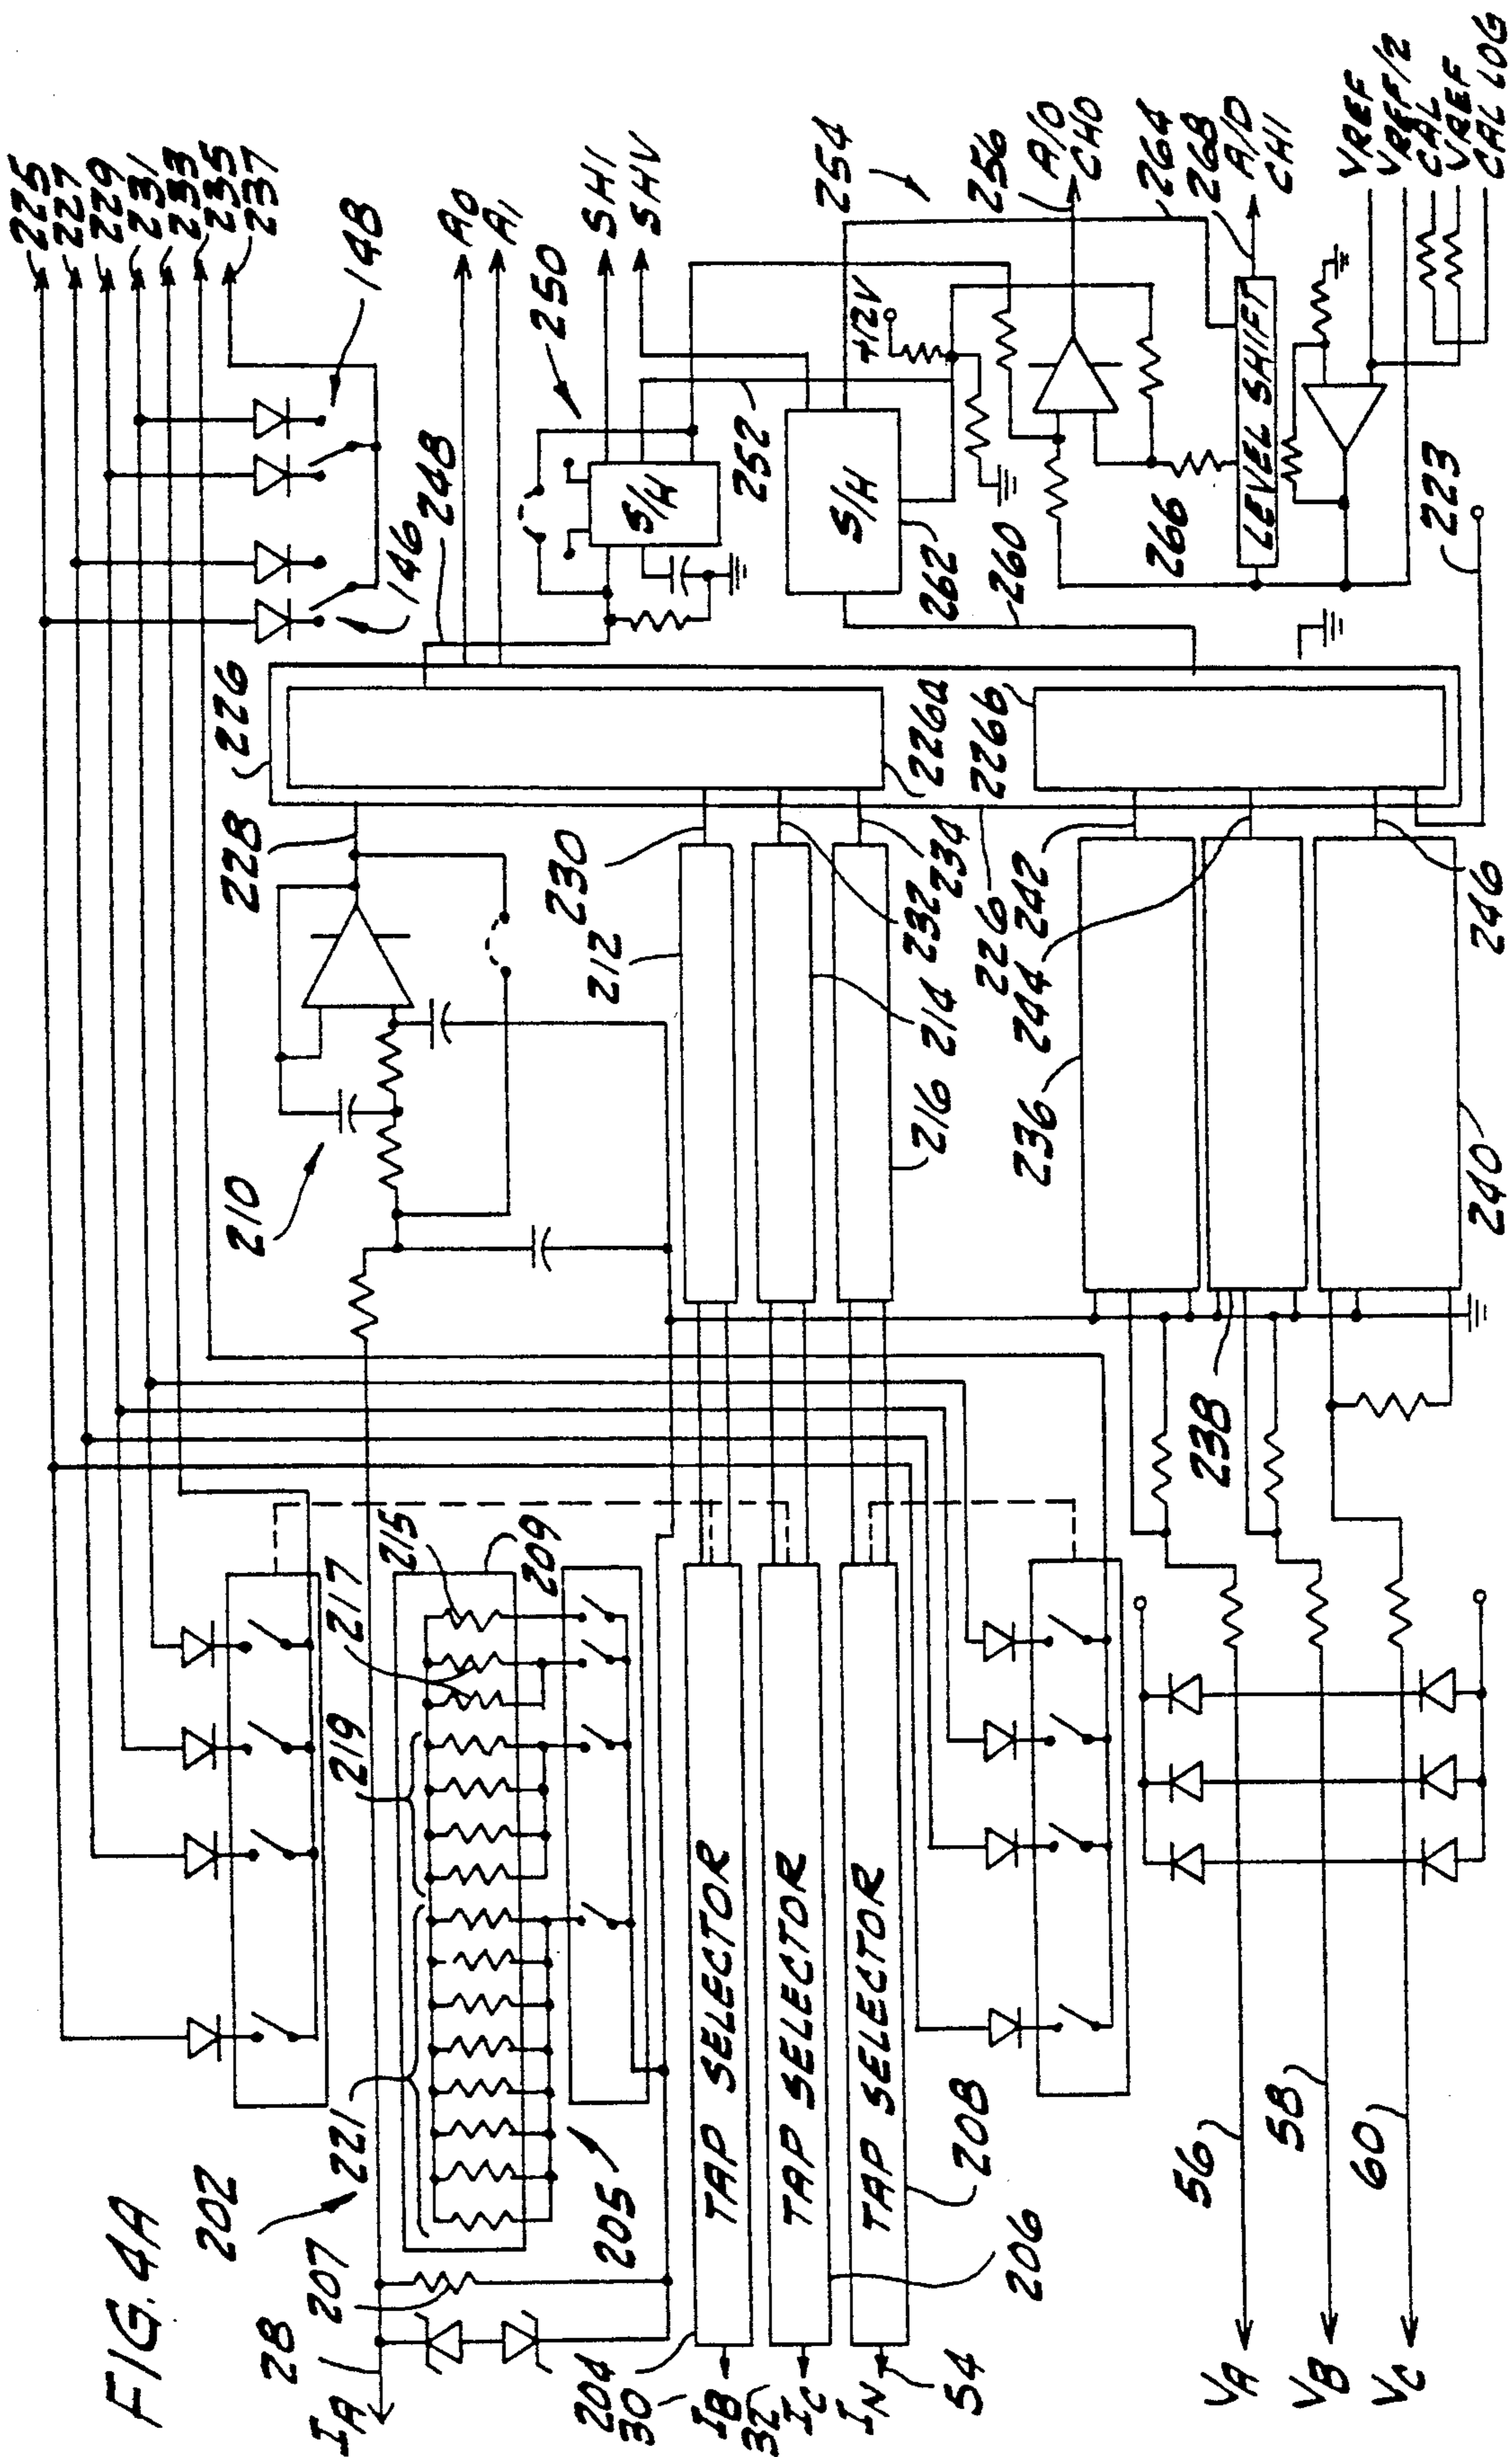 FIG. 4A
225
227
229
231
233
235
237
148
146
A0
A1
SHI
SHV
250
248
252
S/H
S/H
254
256
A/D
CH0
+12V
262
260
264
268
A/D
CH1
266
LEVEL SHIFT
VREF
VREF/2
CAL
VREF
CAL LOG
223
226
226a
226b
226
228
230
232
234
242
244
246
210
212
214
216
236
238
240
215
217
219
221
209
205
202
207
28
IA
204
30
IB
32
IC
IN
54
206
208
TAP SELECTOR
TAP SELECTOR
TAP SELECTOR
56
58
60
VA
VB
VC